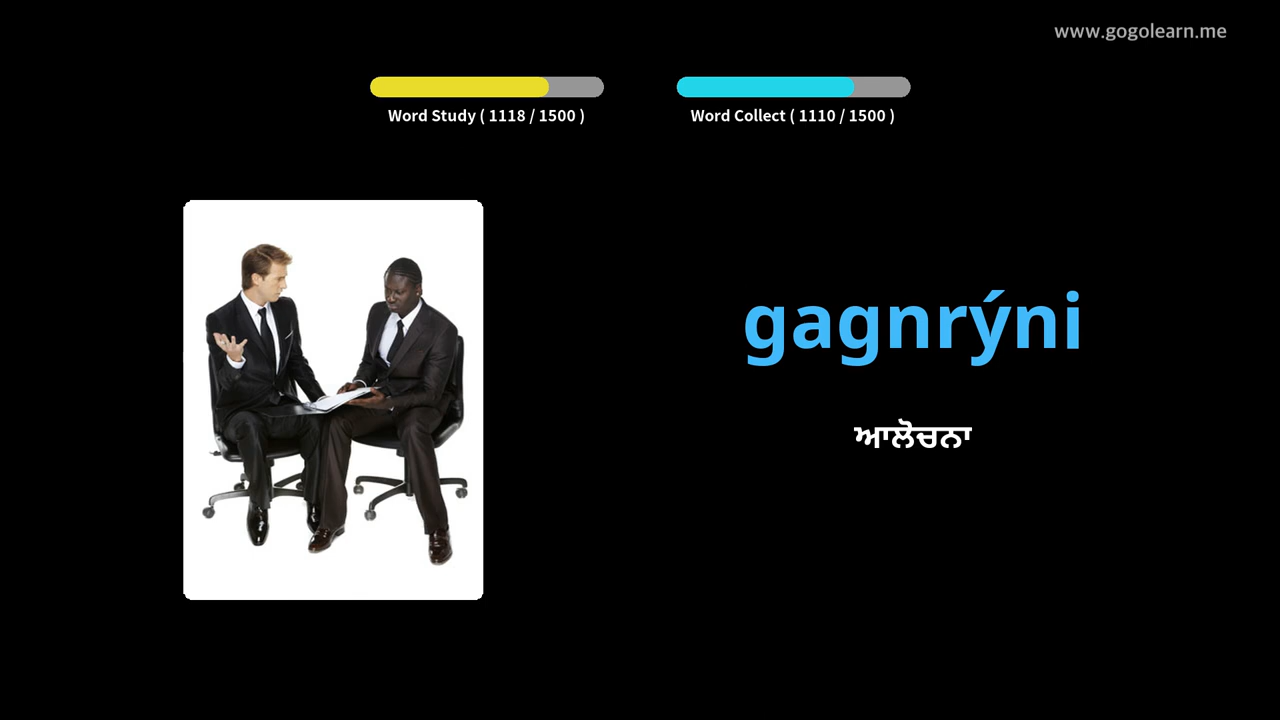 www.gogolearn.me
Word Study ( 1118 / 1500 )
Word Collect ( 1110 / 1500 )
gagnrýni
ਆਲੋਚਨਾ